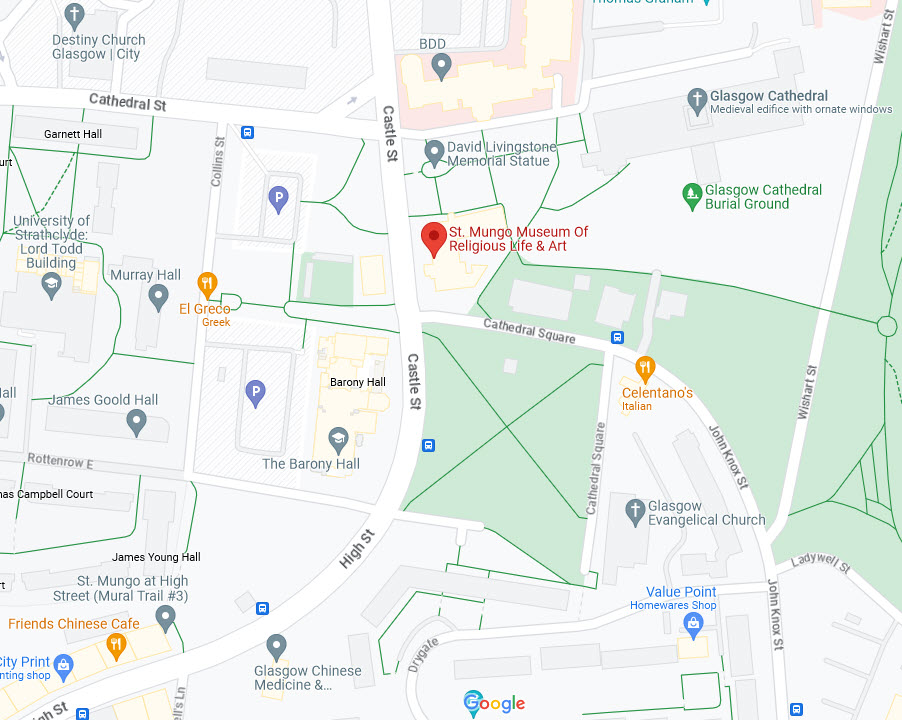 Thomas Graham
Destiny Church
Glasgow | City
BDD
Wishart St
Cathedral St
Glasgow Cathedral
Medieval edifice with ornate windows
Castle St
Garnett Hall
David Livingstone
Memorial Statue
Collins St
P
Glasgow Cathedral
Burial Ground
University of
Strathclyde:
Lord Todd
Building
St. Mungo Museum Of
Religious Life & Art
Murray Hall
El Greco
Greek
Cathedral Square
Castle St
Barony Hall
P
Celentano's
Italian
Wishart St
James Goold Hall
John Knox St
Cathedral Square
Rottenrow E
The Barony Hall
Campbell Court
Glasgow
Evangelical Church
High St
James Young Hall
Ladywell St
St. Mungo at High
Street (Mural Trail #3)
Value Point
Homewares Shop
John Knox St
Friends Chinese Cafe
Drygate
City Print
nting shop
Glasgow Chinese
Medicine &...
Google